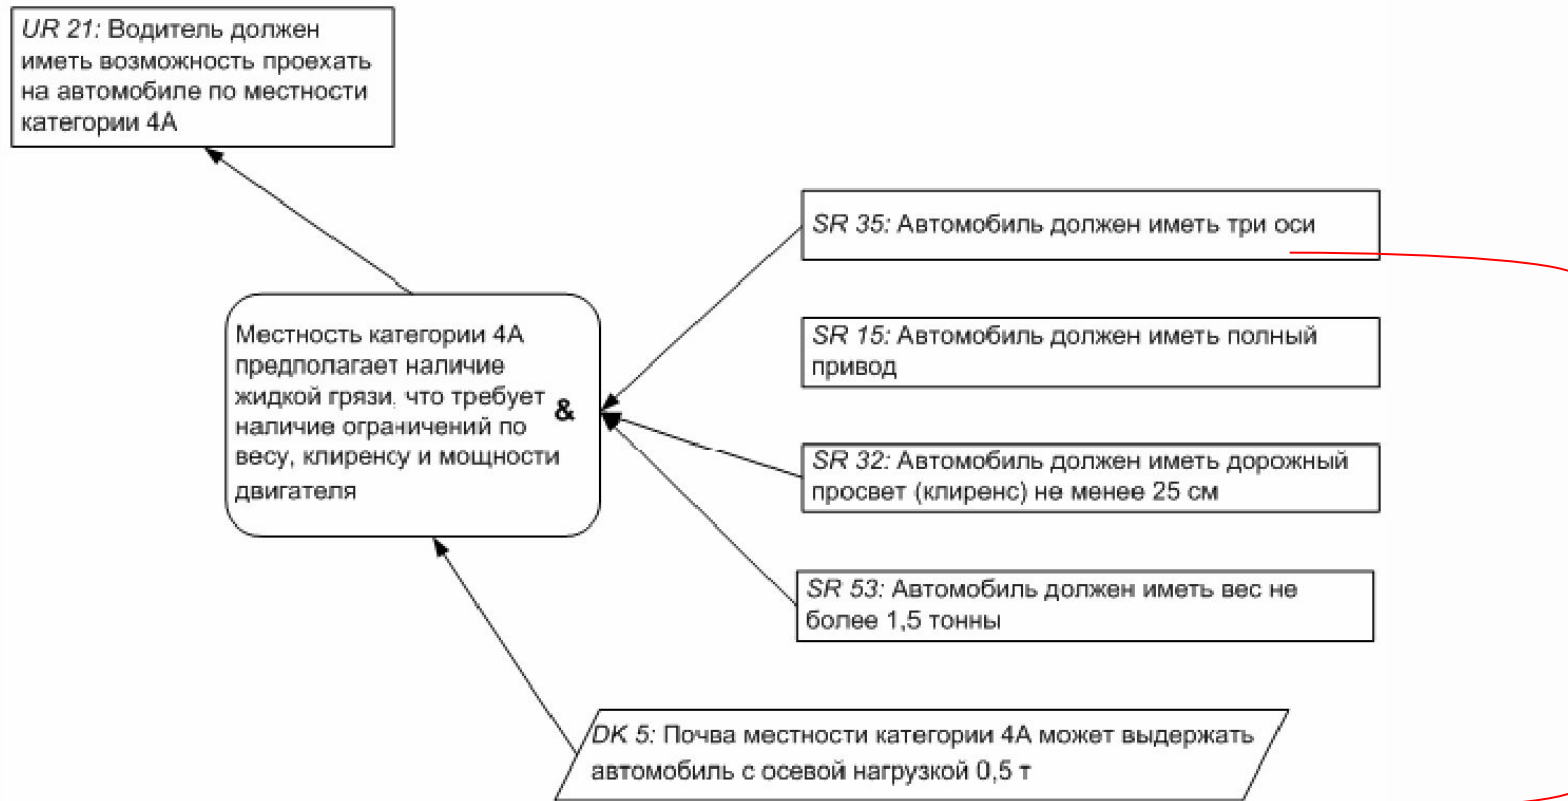 UR 21: Водитель должен
иметь возможность проехать
на автомобиле по местности
категории 4А
SR 35: Автомобиль должен иметь три оси
SR 15: Автомобиль должен иметь полный
привод
Местность категории 4А
предполагает наличие
жидкой грязи, что требует
наличие ограничений по
весу, клиренсу и мощности
двигателя
&
SR 32: Автомобиль должен иметь дорожный
просвет (клиренс) не менее 25 см
SR 53: Автомобиль должен иметь вес не
более 1,5 тонны
DK 5: Почва местности категории 4А может выдержать
автомобиль с осевой нагрузкой 0,5 т